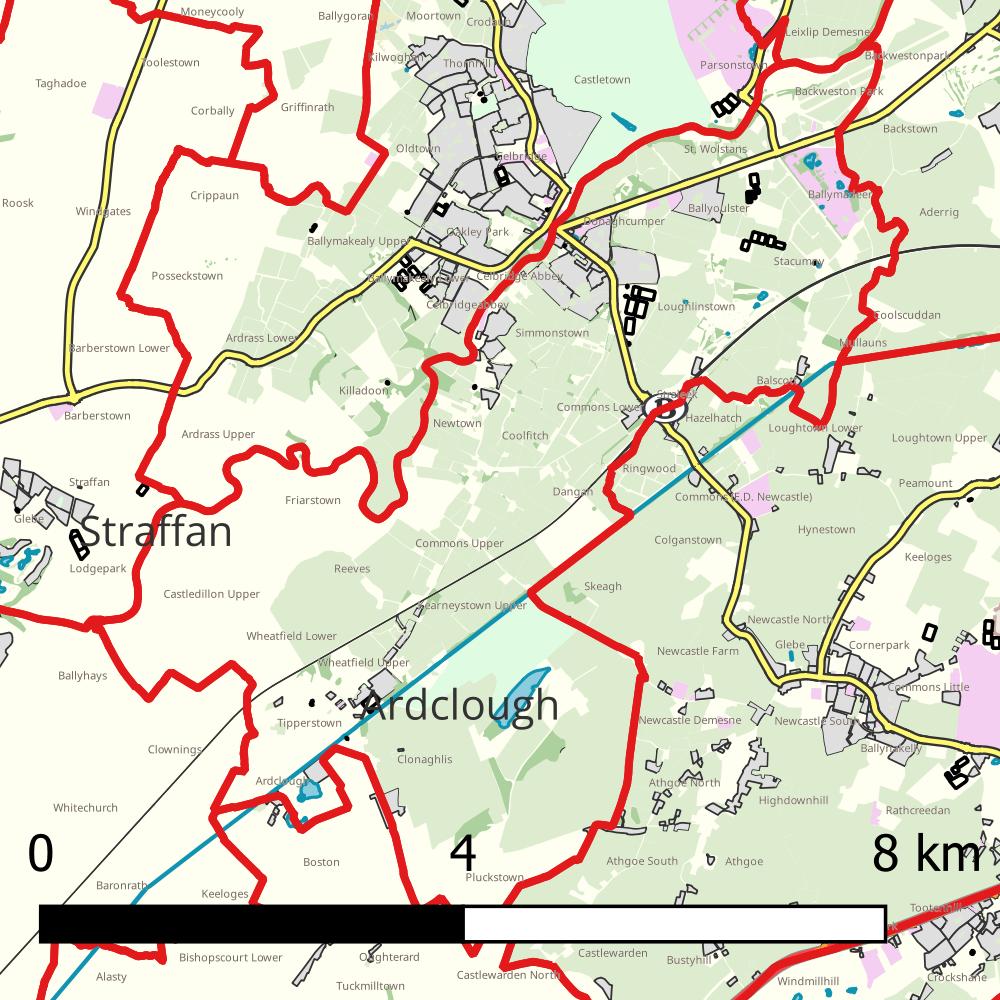 Moneycooly
Ballygoran
Moortown
Crodaun
Leixlip Demesne
Toolestown
Kilwoghan
Thornhill
Parsonstown
Backwestonpark
Taghadoe
Castletown
Backweston Park
Corbally
Griffinrath
Backstown
Oldtown
Celbridge
St. Wolstans
Crippaun
Ballymadeer
Roosk
Windgates
Ballyoulster
Aderrig
Donaghcumper
Ballymakealy Upper
Oakley Park
Stacumny
Posseckstown
Ballymakealy Lower
Celbridge Abbey
Celbridgeabbey
Loughlinstown
Coolscuddan
Simmonstown
Ardrass Lower
Mullauns
Barberstown Lower
Killadoon
Balscott
Straleek
Barberstown
Commons Lower
Hazelhatch
Newtown
Loughtown Lower
Ardrass Upper
Coolfitch
Loughtown Upper
Ringwood
Straffan
Peamount
Friarstown
Dangan
Commons (E.D. Newcastle)
Glebe
Straffan
Hynestown
Commons Upper
Colganstown
Keeloges
Lodgepark
Reeves
Skeagh
Castledillon Upper
Kearneystown Upper
Newcastle North
Wheatfield Lower
Newcastle Farm
Glebe
Cornerpark
Wheatfield Upper
Ballyhays
Commons Little
Ardclough
Tipperstown
Newcastle Demesne
Newcastle South
Clownings
Clonaghlis
Ballynakelly
Ardclough
Athgoe North
Whitechurch
Highdownhill
Rathcreedan
0 4 8 km
Boston
Athgoe South
Athgoe
Pluckstown
Baronrath
Keeloges
Tootenhill
Bishopscourt Lower
Oughterard
Castlewarden
Bustyhill
Alasty
Castlewarden North
Windmillhill
Crockshane
Tuckmilltown